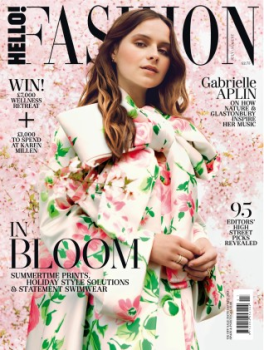 HELLO!
FASHION
WIN!
£7,000
WELLNESS
RETREAT
+
£1,000
TO SPEND
AT KAREN
MILLEN
Gabrielle
APLIN
ON HOW
NATURE &
GLASTONBURY
INSPIRE
HER MUSIC
95
EDITORS'
HIGH
STREET
PICKS
REVEALED
IN
BLOOM
SUMMERTIME PRINTS,
HOLIDAY STYLE SOLUTIONS
& STATEMENT SWIMWEAR